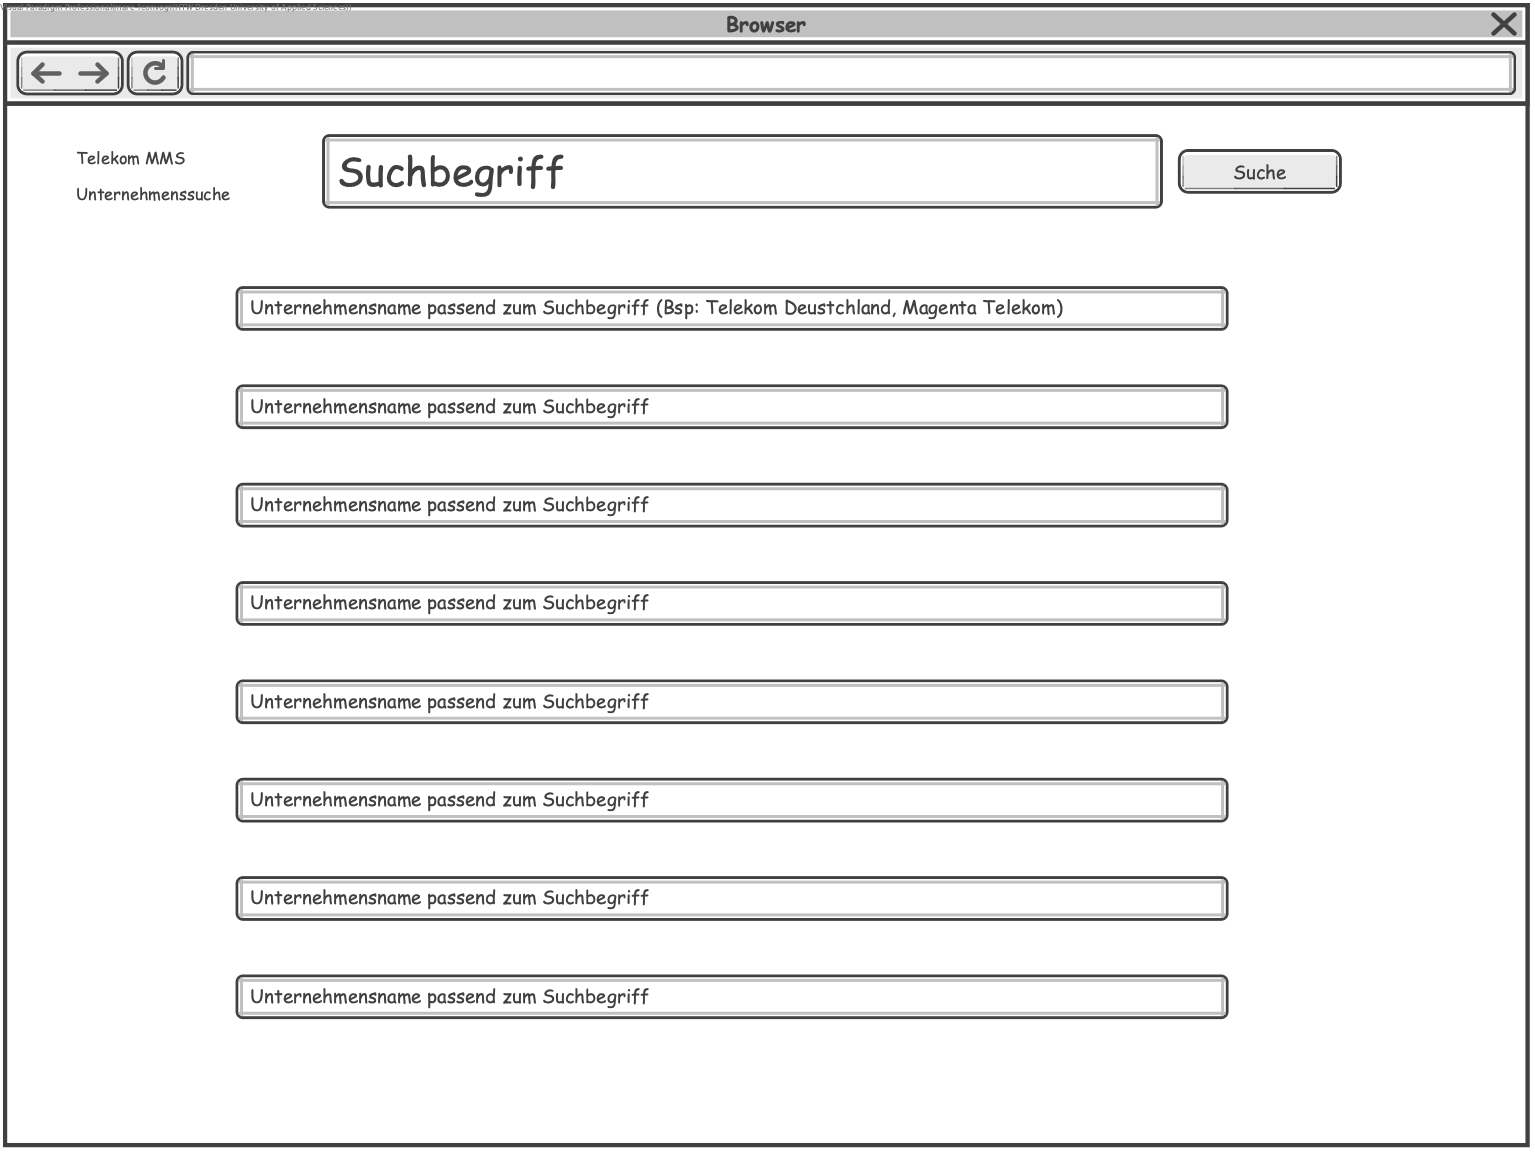 Browser
Telekom MMS
Unternehmenssuche
Suchbegriff
Suche
Unternehmensname passend zum Suchbegriff (Bsp: Telekom Deustchland, Magenta Telekom)
Unternehmensname passend zum Suchbegriff
Unternehmensname passend zum Suchbegriff
Unternehmensname passend zum Suchbegriff
Unternehmensname passend zum Suchbegriff
Unternehmensname passend zum Suchbegriff
Unternehmensname passend zum Suchbegriff
Unternehmensname passend zum Suchbegriff